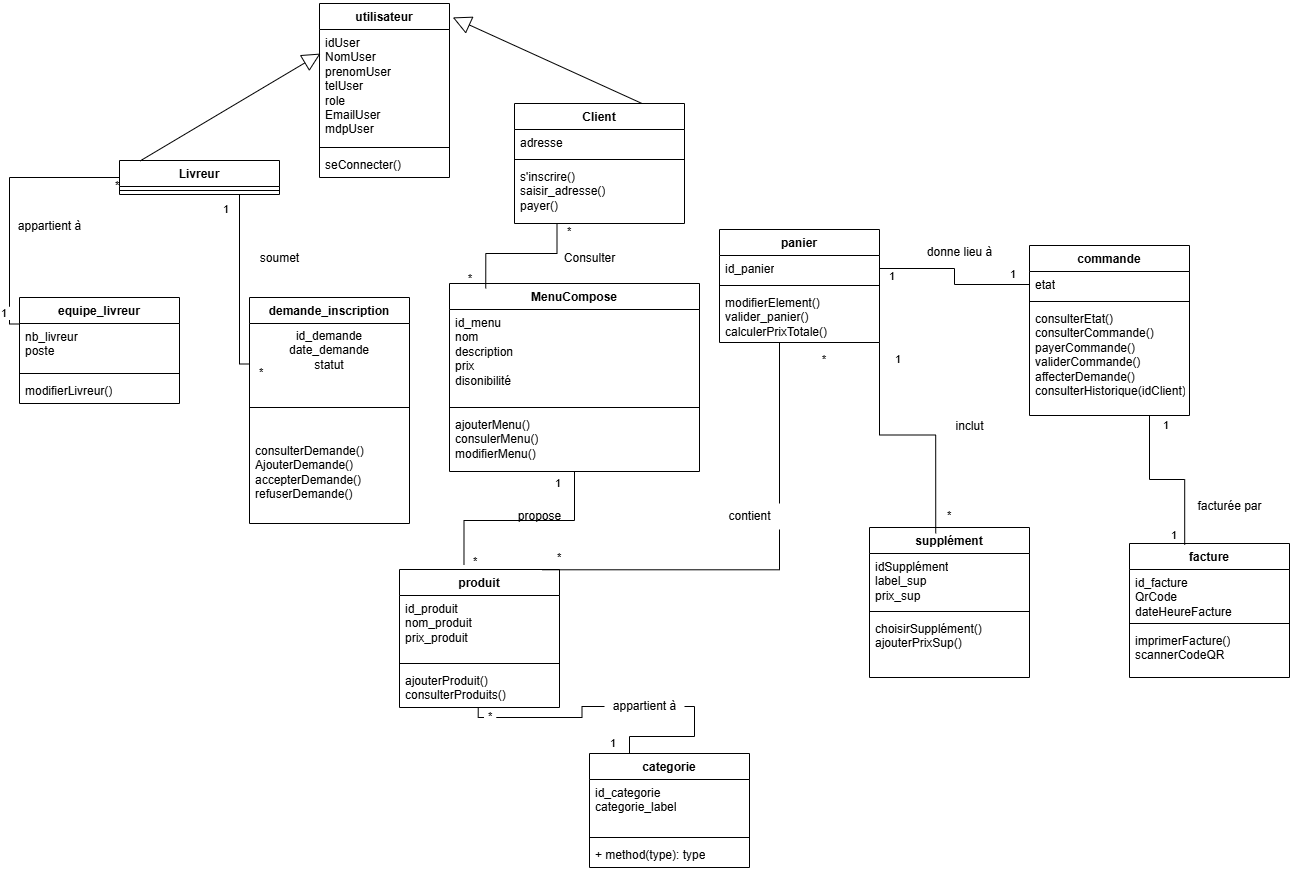 utilisateur
idUser
NomUser
prenomUser
telUser
role
EmailUser
mdpUser
seConnecter()
Client
adresse
s'inscrire()
saisir_adresse()
payer()
Livreur
*
appartient à
1
1
soumet
*
equipe_livreur
nb_livreur
poste
modifierLivreur()
demande_inscription
id_demande
date_demande
statut
consulterDemande()
AjouterDemande()
accepterDemande()
refuserDemande()
*
Consulter
*
MenuCompose
id_menu
nom
description
prix
disonibilité
ajouterMenu()
consulerMenu()
modifierMenu()
1
propose
*
panier
id_panier
modifierElement()
valider_panier()
calculerPrixTotale()
donne lieu à
1
1
commande
etat
consulterEtat()
consulterCommande()
payerCommande()
validerCommande()
affecterDemande()
consulterHistorique(idClient)
*
contient
*
1
inclut
*
1
facturée par
1
supplément
idSupplément
label_sup
prix_sup
choisirSupplément()
ajouterPrixSup()
facture
id_facture
QrCode
dateHeureFacture
imprimerFacture()
scannerCodeQR
produit
id_produit
nom_produit
prix_produit
ajouterProduit()
consulterProduits()
*
appartient à
1
categorie
id_categorie
categorie_label
+ method(type): type